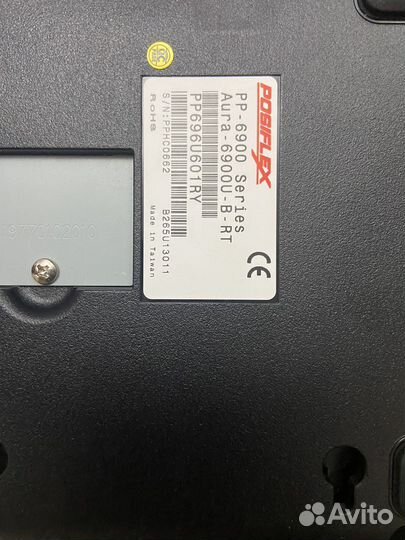 POSIFLEX
PP-6900 Series
Aura-6900U-B-RT
PP696U601RY
S/N:PPHC0662 B265U13011
RoHS Made in Taiwan
CE
Avito